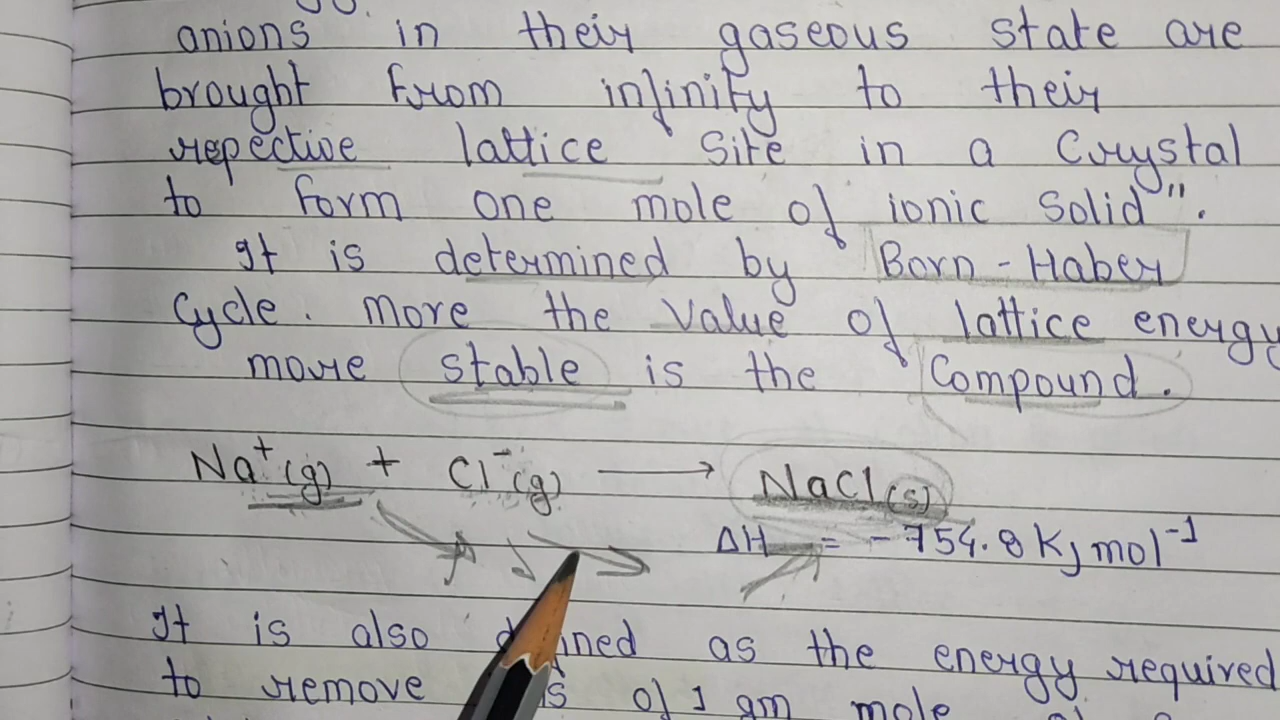 anions in their gaseous state are
brought from infinity to their
repective lattice site in a Crystal
to form one mole of ionic Solid".
It is determined by Born-Haber
Cycle. More the value of lattice energy
more stable is the Compound.
Na⁺(g) + Cl⁻(g) ⟶ NaCl(s)
ΔH = -754.8 KJ mol⁻¹
It is also defined as the energy required
to remove of 1 gm mole